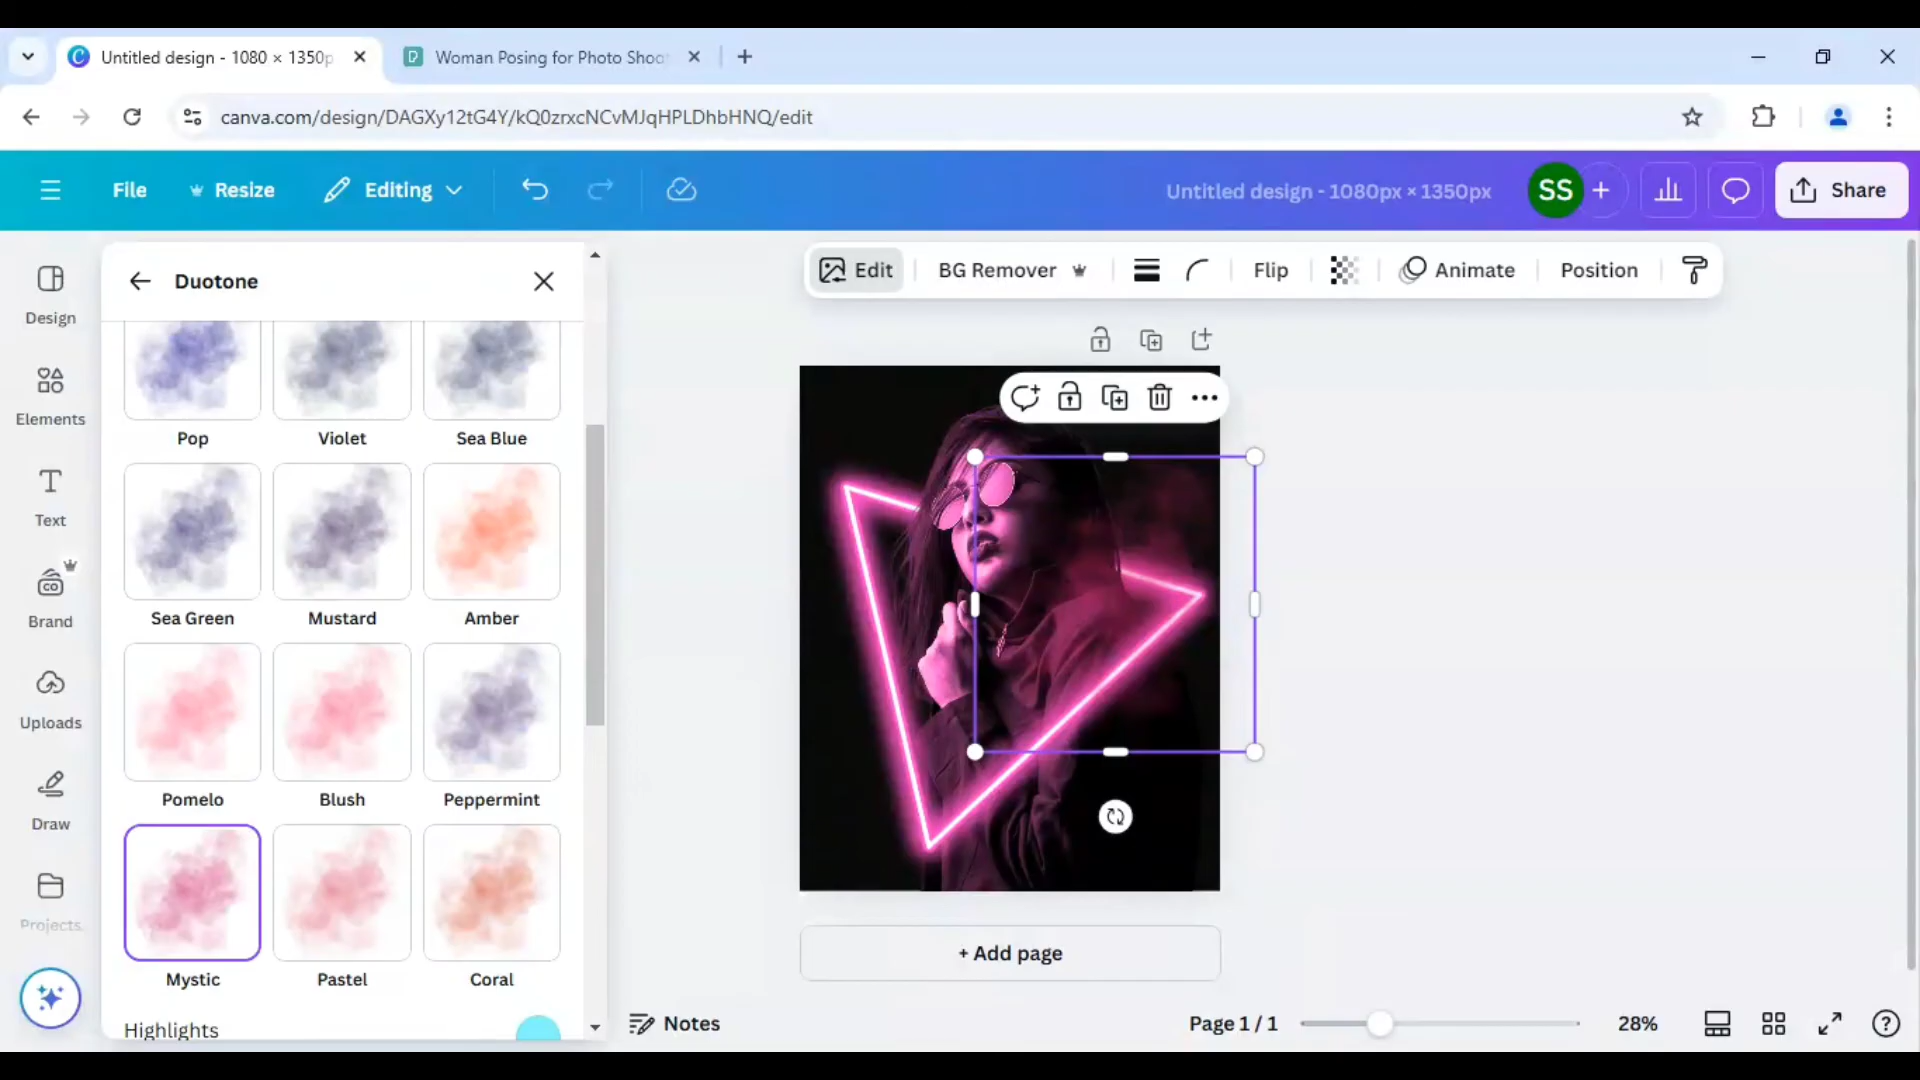 Untitled design - 1080 × 1350p
D Woman Posing for Photo Shoo
canva.com/design/DAGXy12tG4Y/kQ0zrxcNCvMJqHPLDhbHNQ/edit
File
Resize
Editing
Untitled design - 1080px × 1350px
SS
Share
Design
Elements
Text
Brand
Uploads
Draw
Projects
Duotone
Pop
Violet
Sea Blue
Sea Green
Mustard
Amber
Pomelo
Blush
Peppermint
Mystic
Pastel
Coral
Highlights
Edit
BG Remover
Flip
Animate
Position
+ Add page
Notes
Page 1 / 1
28%